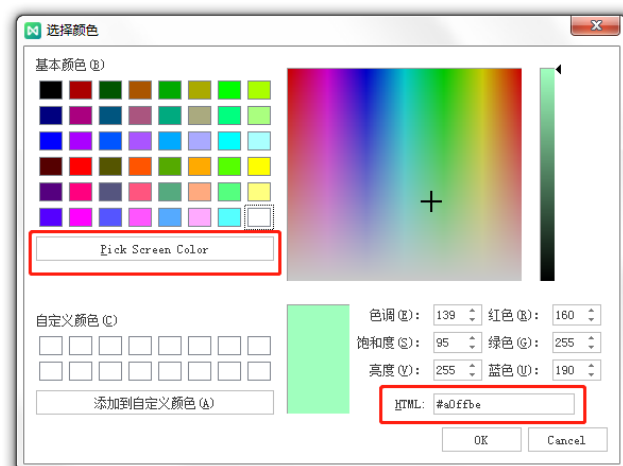 选择颜色
基本颜色(B)
Pick Screen Color
自定义颜色(C)
添加到自定义颜色(A)
色调(E): 139 红色(R): 160
饱和度(S): 95 绿色(G): 255
亮度(V): 255 蓝色(U): 190
HTML: #a0ffbe
OK Cancel